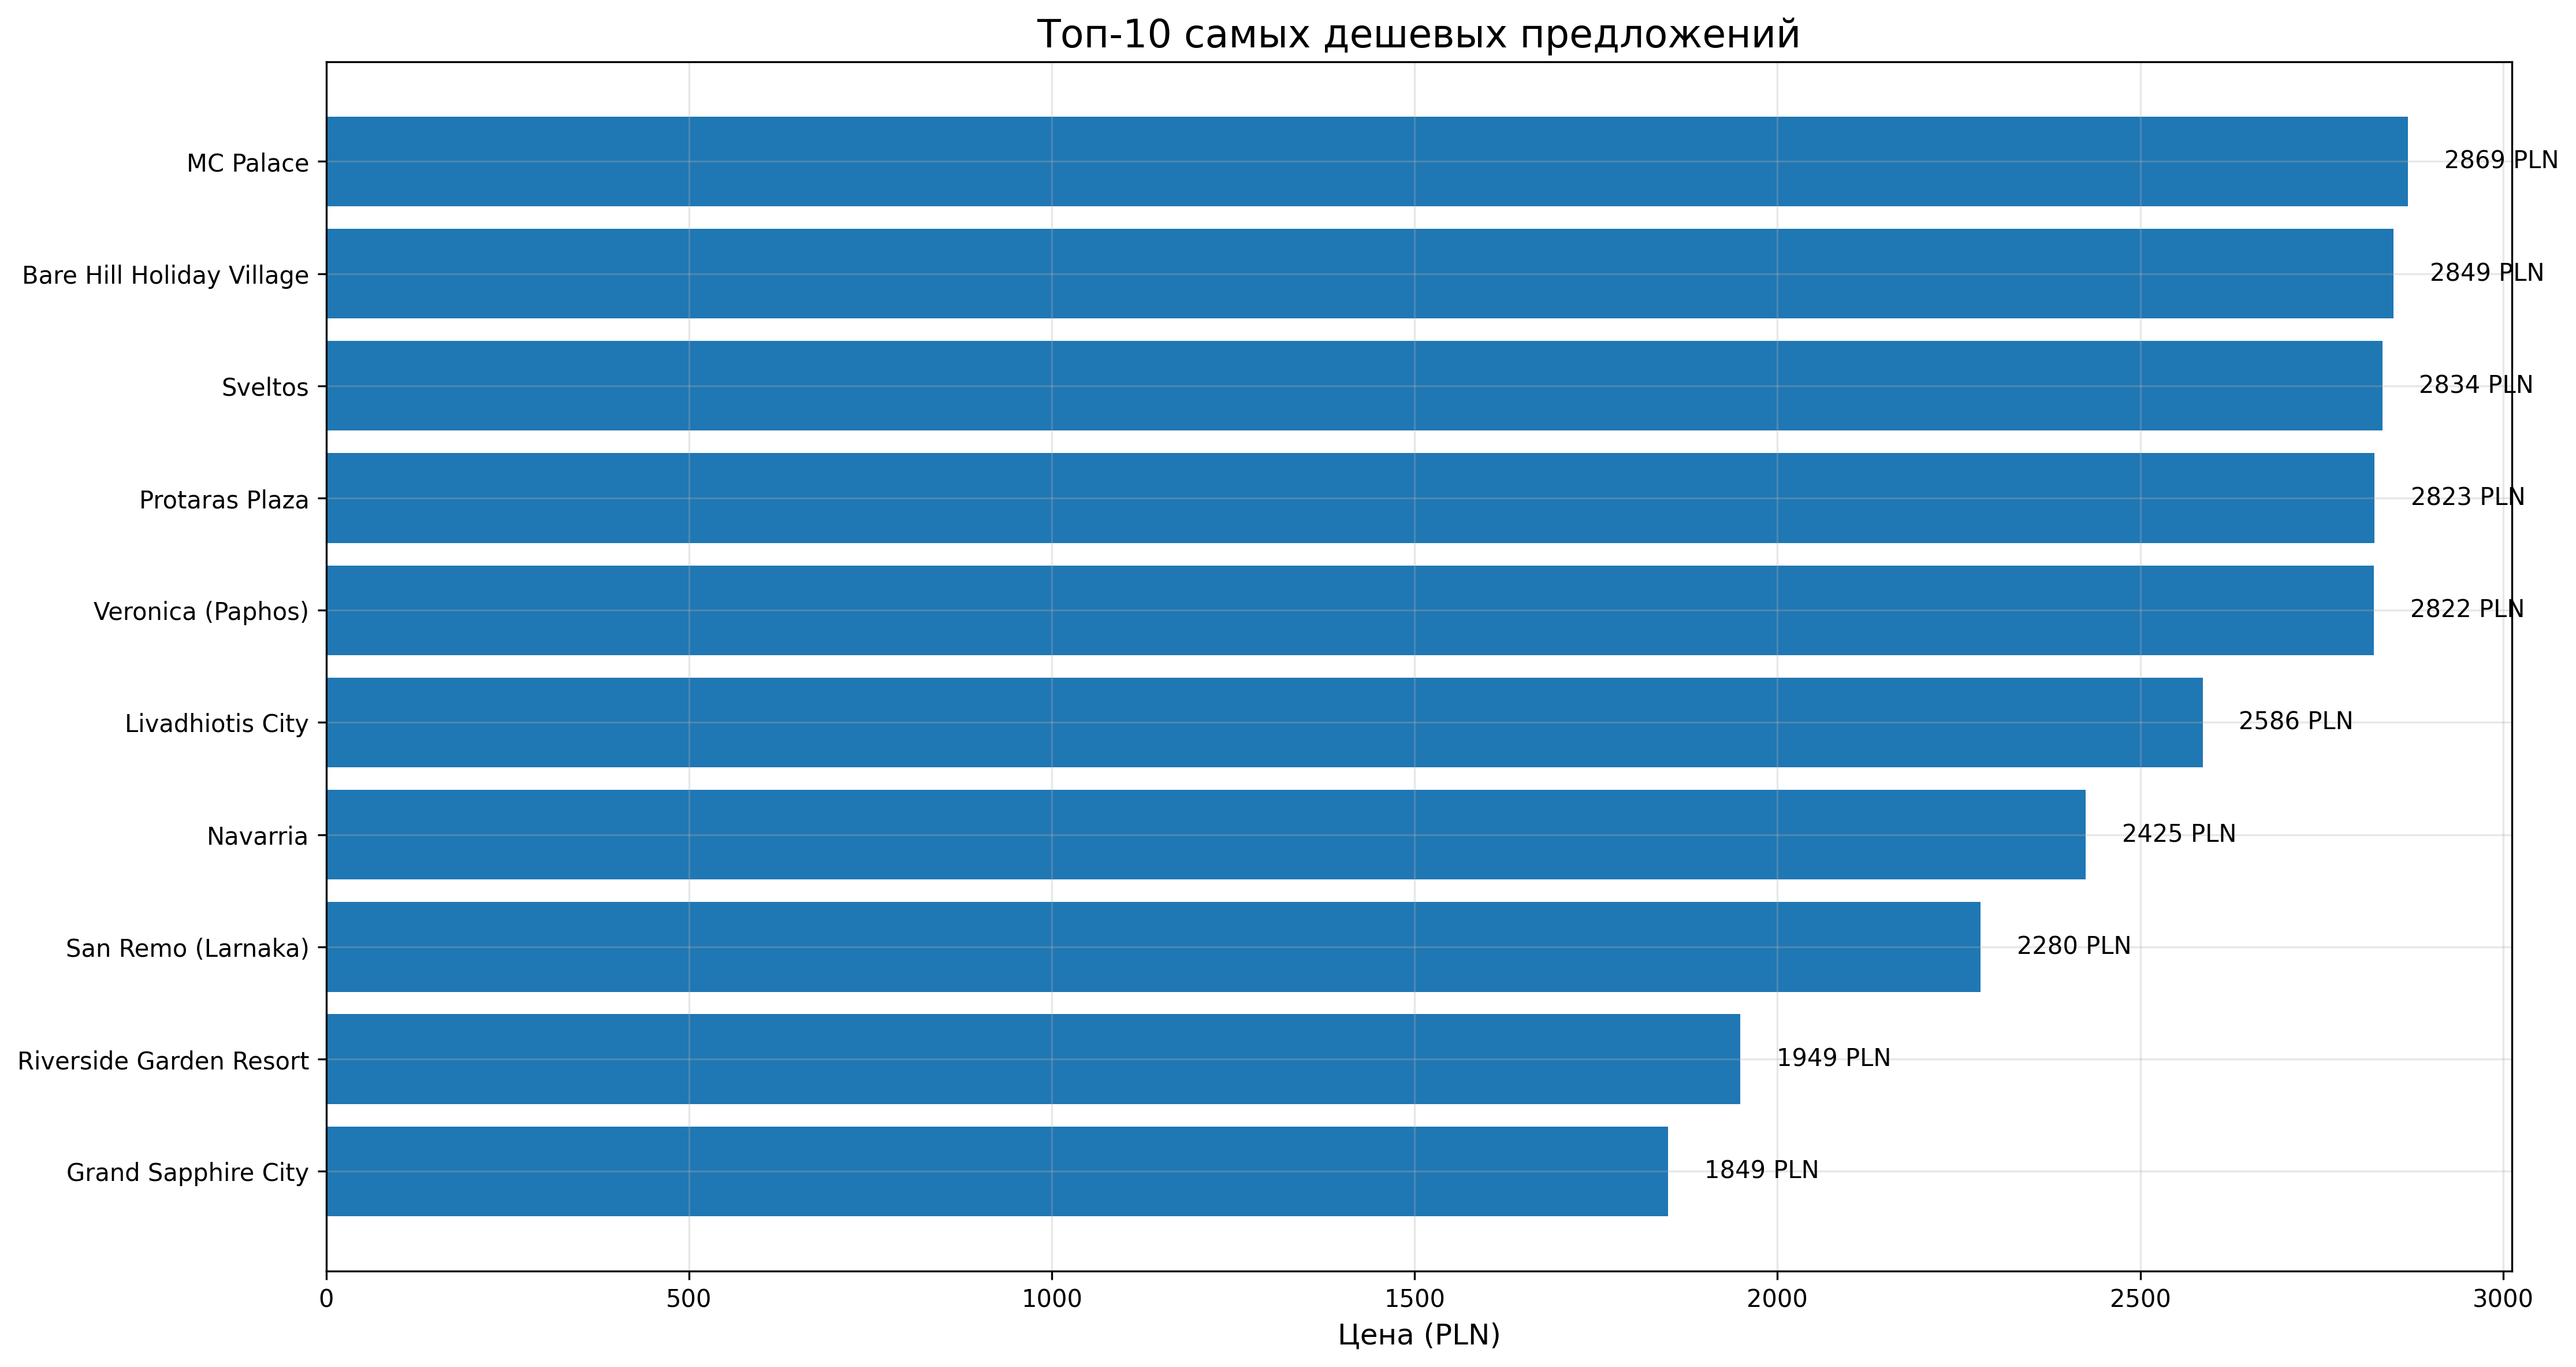 Топ-10 самых дешевых предложений
MC Palace 2869 PLN
Bare Hill Holiday Village 2849 PLN
Sveltos 2834 PLN
Protaras Plaza 2823 PLN
Veronica (Paphos) 2822 PLN
Livadhiotis City 2586 PLN
Navarria 2425 PLN
San Remo (Larnaka) 2280 PLN
Riverside Garden Resort 1949 PLN
Grand Sapphire City 1849 PLN
0 500 1000 1500 2000 2500 3000
Цена (PLN)